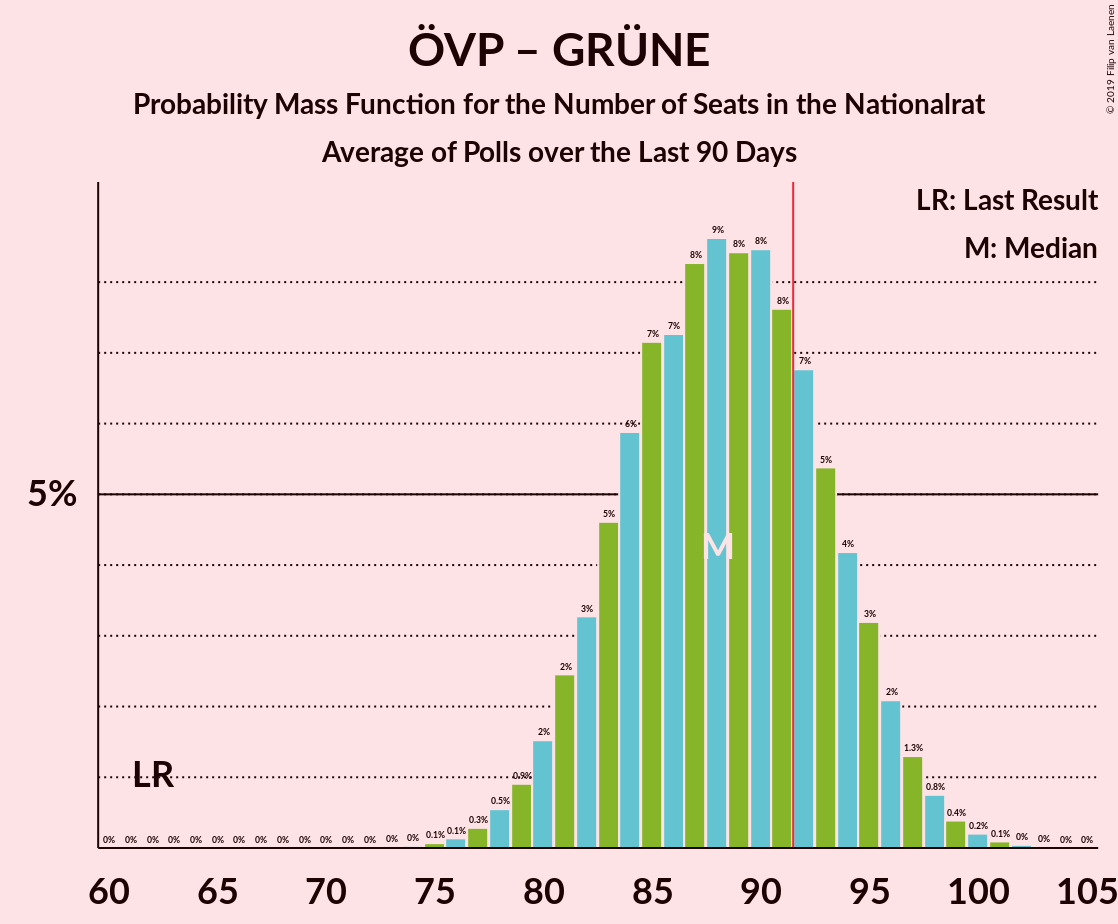 ÖVP – GRÜNE
Probability Mass Function for the Number of Seats in the Nationalrat
Average of Polls over the Last 90 Days
© 2019 Filip van Laenen
LR: Last Result
M: Median
5%
LR
M
0% 0% 0% 0% 0% 0% 0% 0% 0% 0% 0% 0% 0% 0% 0% 0.1% 0.1% 0.3% 0.5% 0.9% 2% 2% 3% 5% 6% 7% 7% 8% 9% 8% 8% 8% 7% 5% 4% 3% 2% 1.3% 0.8% 0.4% 0.2% 0.1% 0% 0% 0% 0%
60 65 70 75 80 85 90 95 100 105